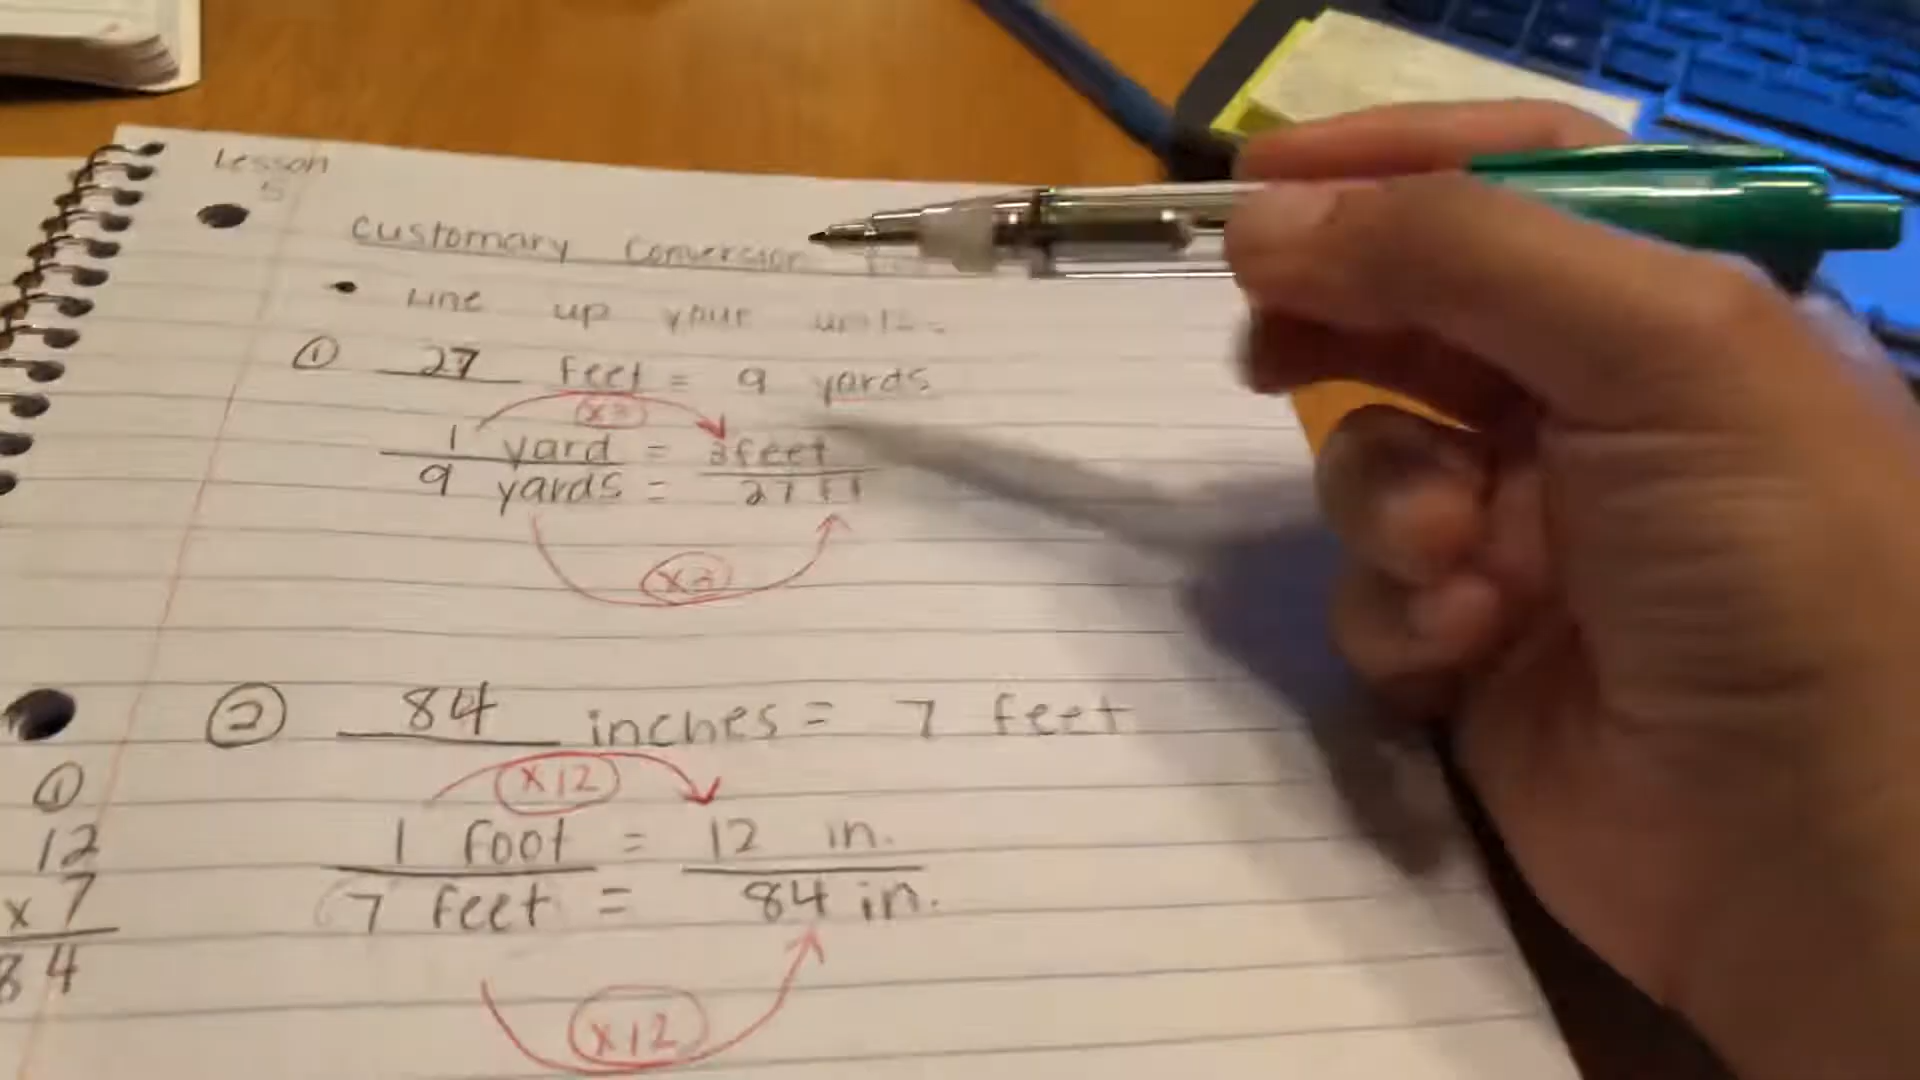 Lesson
5
Customary Conversion
• Line up your units
① 27 feet = 9 yards
x3
1 yard = 3 feet
9 yards = 27 ft
x3
② 84 inches = 7 feet
x12
1 foot = 12 in.
7 feet = 84 in.
x12
①
12
x 7
84